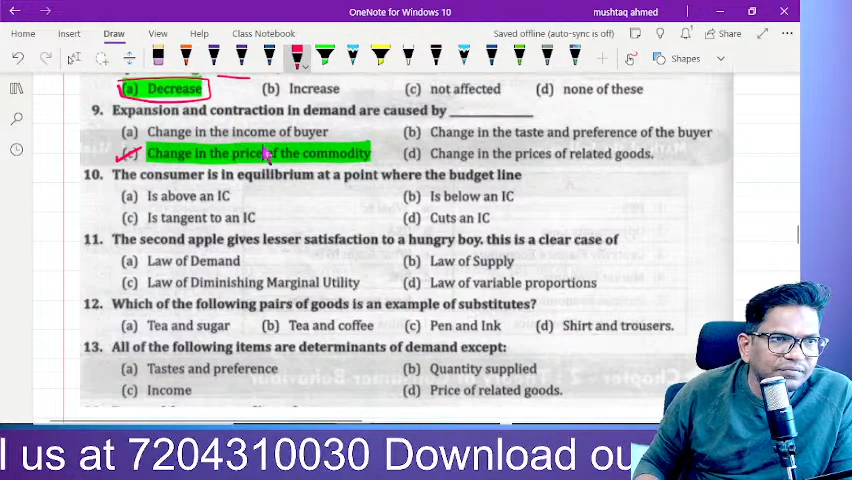 OneNote for Windows 10
mushtaq ahmed
Home Insert Draw View Help Class Notebook
Saved offline (auto-sync is off)
Share
Shapes
(a) Decrease (b) Increase (c) not affected (d) none of these
9. Expansion and contraction in demand are caused by ___________
(a) Change in the income of buyer (b) Change in the taste and preference of the buyer
(c) Change in the price of the commodity (d) Change in the prices of related goods.
10. The consumer is in equilibrium at a point where the budget line
(a) Is above an IC (b) Is below an IC
(c) Is tangent to an IC (d) Cuts an IC
11. The second apple gives lesser satisfaction to a hungry boy. this is a clear case of
(a) Law of Demand (b) Law of Supply
(c) Law of Diminishing Marginal Utility (d) Law of variable proportions
12. Which of the following pairs of goods is an example of substitutes?
(a) Tea and sugar (b) Tea and coffee (c) Pen and Ink (d) Shirt and trousers.
13. All of the following items are determinants of demand except:
(a) Tastes and preference (b) Quantity supplied
(c) Income (d) Price of related goods.
l us at 7204310030 Download ou